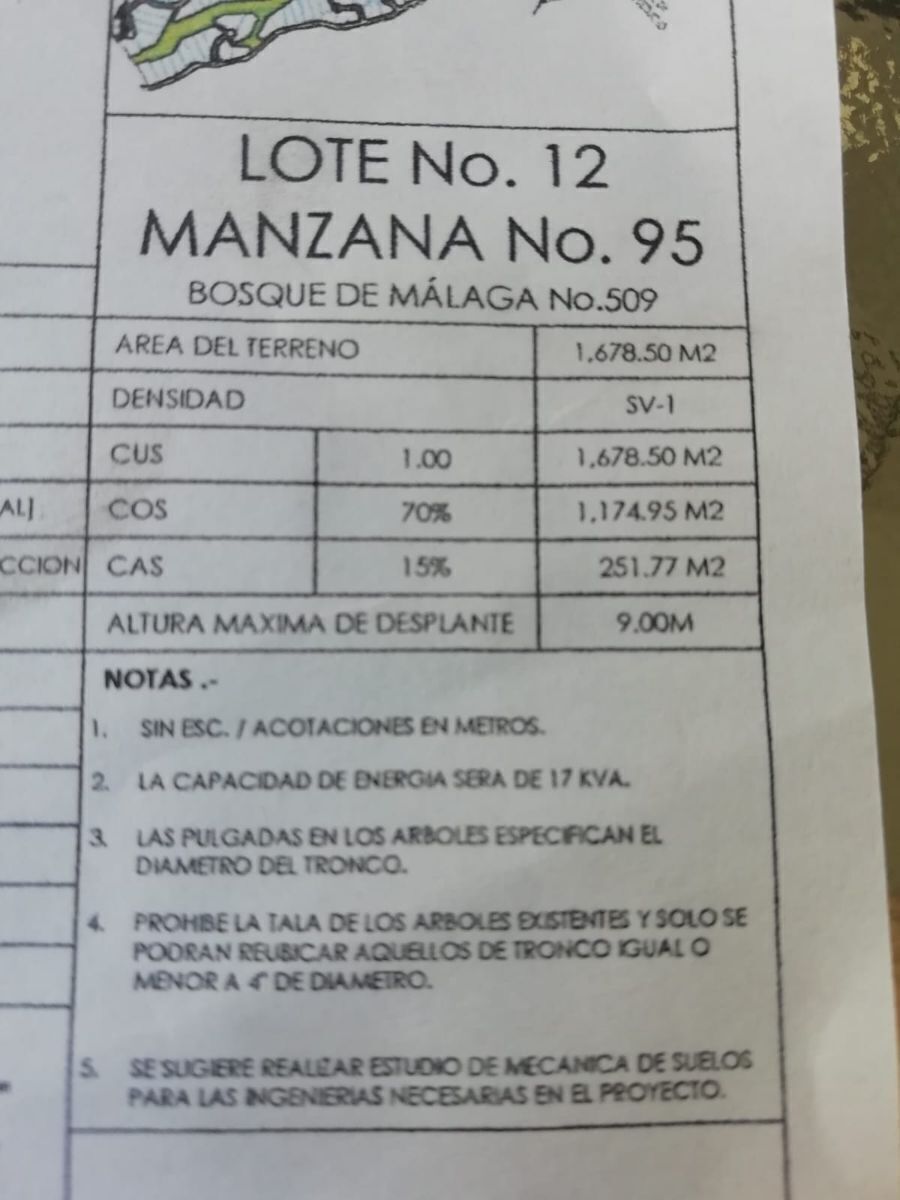 LOTE No. 12
MANZANA No. 95
BOSQUE DE MÁLAGA No.509
AREA DEL TERRENO 1,678.50 M2
DENSIDAD SV-1
CUS 1.00 1,678.50 M2
AL) COS 70% 1,174.95 M2
CCION CAS 15% 251.77 M2
ALTURA MAXIMA DE DESPLANTE 9.00M
NOTAS .-
1. SIN ESC. / ACOTACIONES EN METROS.
2. LA CAPACIDAD DE ENERGIA SERA DE 17 KVA.
3. LAS PULGADAS EN LOS ARBOLES ESPECIFICAN EL
DIAMETRO DEL TRONCO.
4. PROHIBE LA TALA DE LOS ARBOLES EXISTENTES Y SOLO SE
PODRAN REUBICAR AQUELLOS DE TRONCO IGUAL O
MENOR A 4" DE DIAMETRO.
5. SE SUGIERE REALIZAR ESTUDIO DE MECANICA DE SUELOS
PARA LAS INGENIERIAS NECESARIAS EN EL PROYECTO.